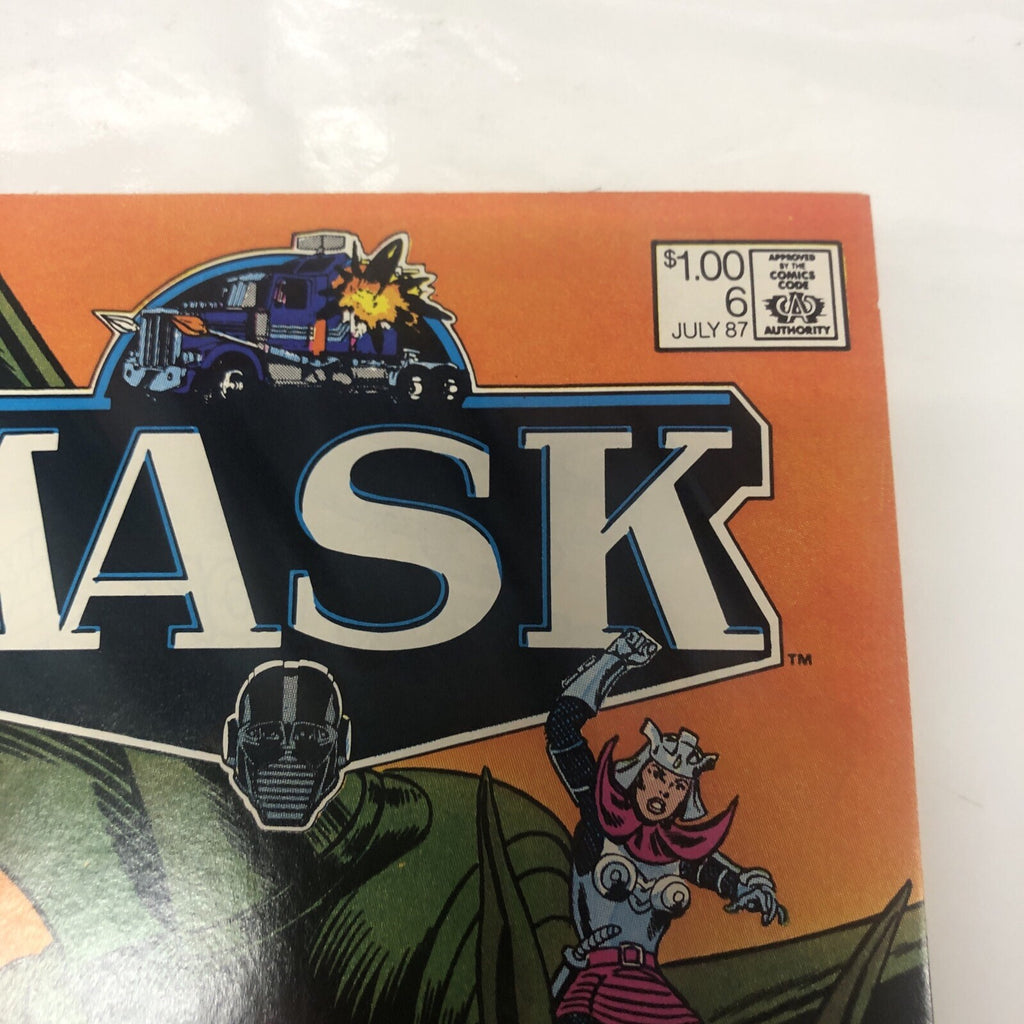 $1.00
6
JULY 87
APPROVED
BY THE
COMICS
CODE
CA
AUTHORITY
MASK
TM